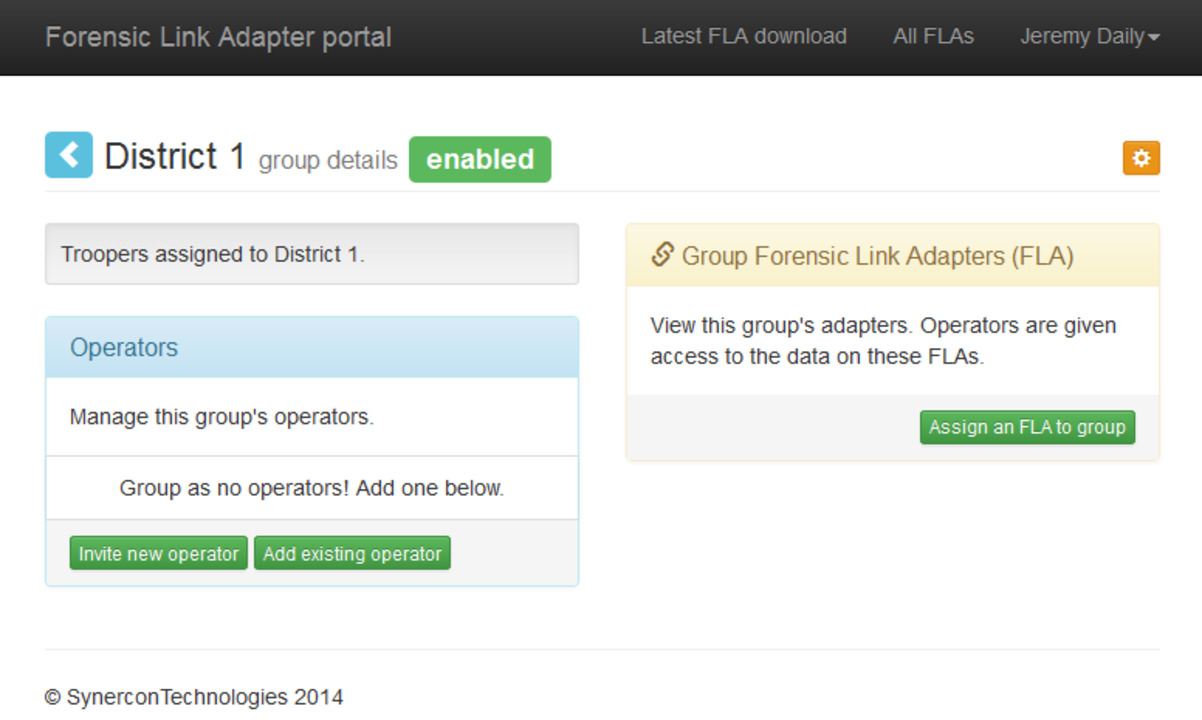 Forensic Link Adapter portal
Latest FLA download
All FLAs
Jeremy Daily
District 1 group details enabled
Troopers assigned to District 1.
Operators
Manage this group's operators.
Group as no operators! Add one below.
Invite new operator
Add existing operator
Group Forensic Link Adapters (FLA)
View this group's adapters. Operators are given
access to the data on these FLAs.
Assign an FLA to group
© SynerconTechnologies 2014